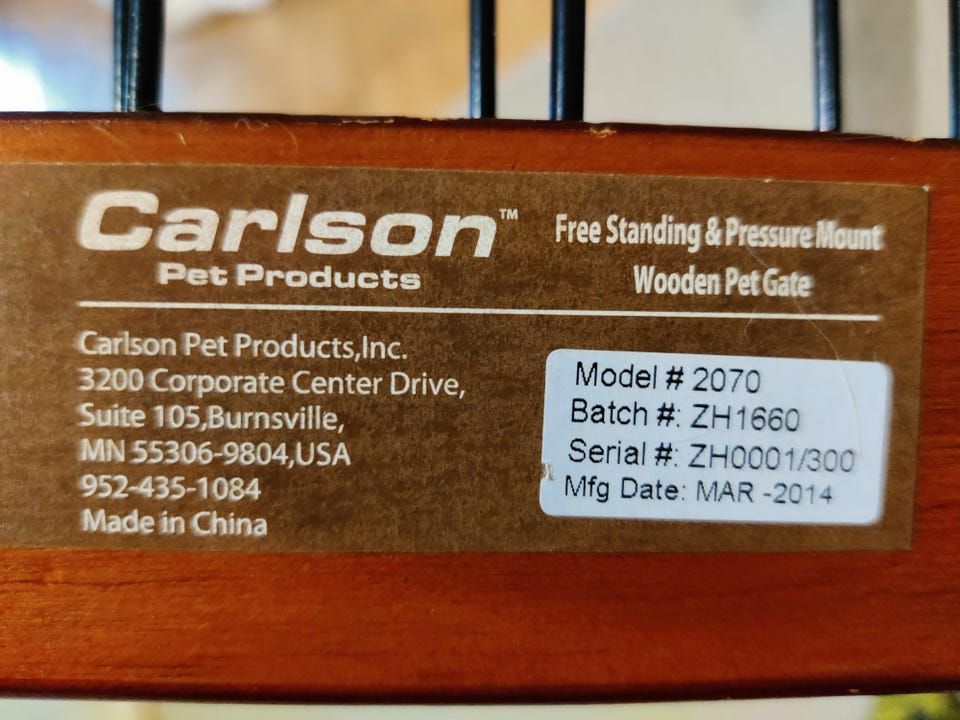 Carlson™
Pet Products
Free Standing & Pressure Mount
Wooden Pet Gate
Carlson Pet Products,Inc.
3200 Corporate Center Drive,
Suite 105,Burnsville,
MN 55306-9804,USA
952-435-1084
Made in China
Model # 2070
Batch #: ZH1660
Serial #: ZH0001/300
Mfg Date: MAR -2014